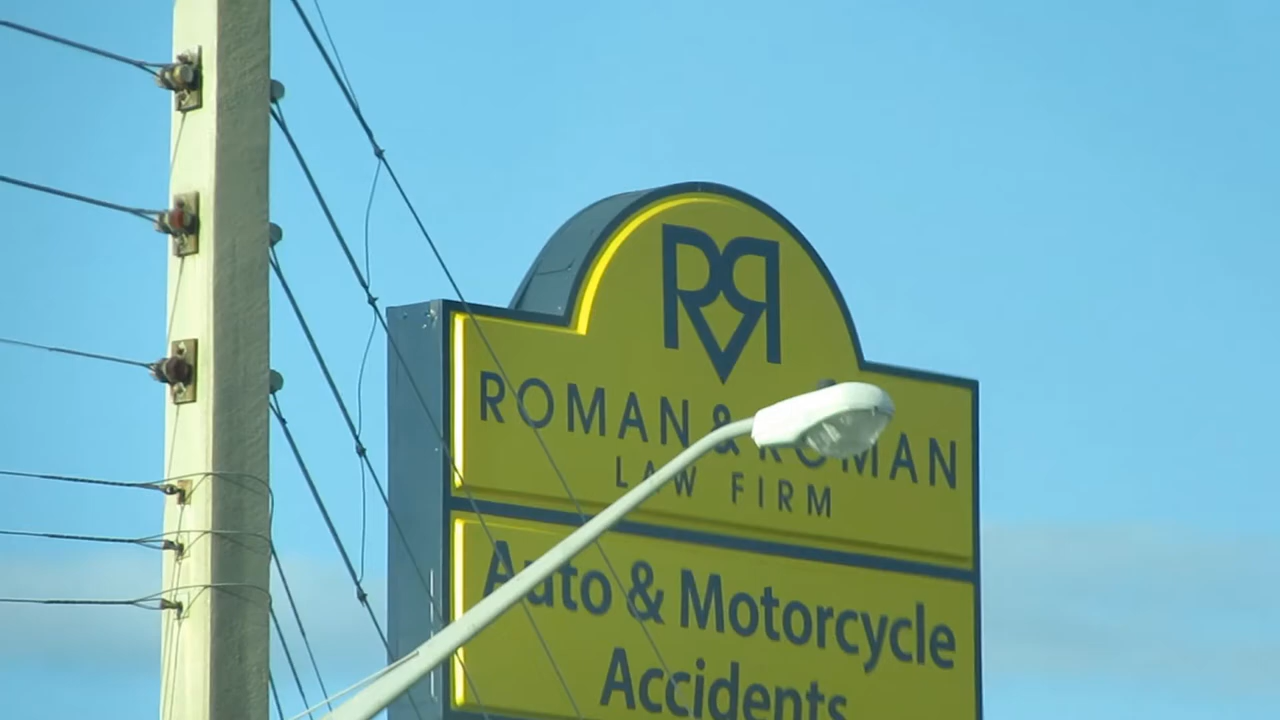 RR
ROMAN & ROMAN
LAW FIRM
Auto & Motorcycle
Accidents